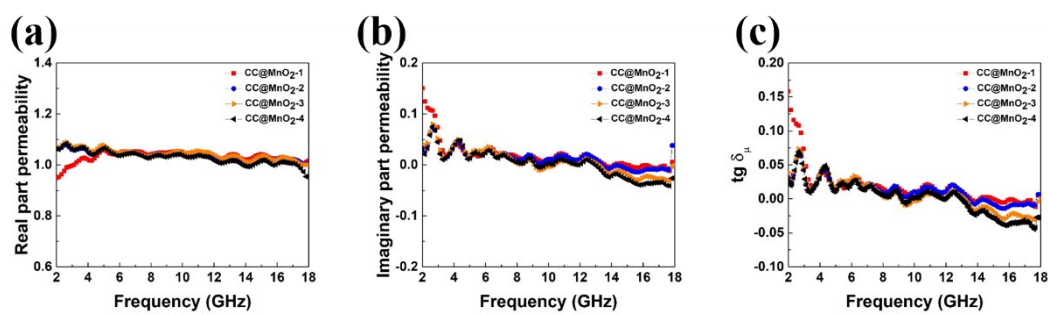 (a)
Real part permeability
1.4
1.2
1.0
0.8
0.6
2 4 6 8 10 12 14 16 18
Frequency (GHz)
CC@MnO₂-1
CC@MnO₂-2
CC@MnO₂-3
CC@MnO₂-4
(b)
Imaginary part permeability
0.2
0.1
0.0
-0.1
-0.2
2 4 6 8 10 12 14 16 18
Frequency (GHz)
CC@MnO₂-1
CC@MnO₂-2
CC@MnO₂-3
CC@MnO₂-4
(c)
tg δμ
0.20
0.15
0.10
0.05
0.00
-0.05
-0.10
2 4 6 8 10 12 14 16 18
Frequency (GHz)
CC@MnO₂-1
CC@MnO₂-2
CC@MnO₂-3
CC@MnO₂-4